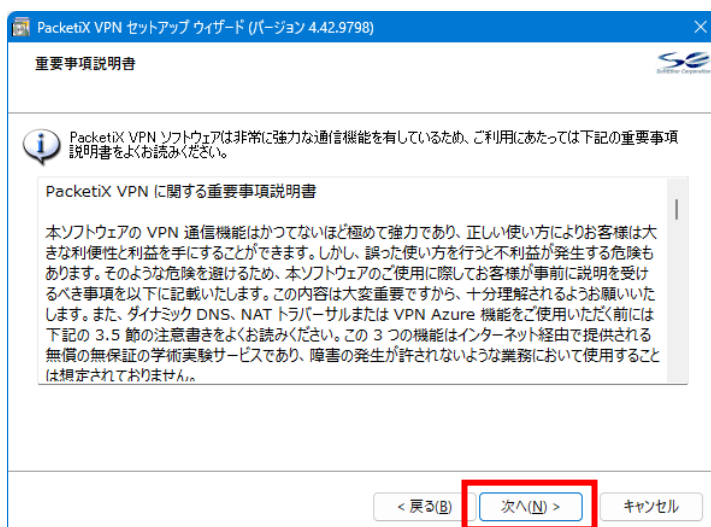 PacketiX VPN セットアップ ウィザード (バージョン 4.42.9798)
重要事項説明書
SoftEther Corporation
PacketiX VPN ソフトウェアは非常に強力な通信機能を有しているため、ご利用にあたっては下記の重要事項
説明書をよくお読みください。
PacketiX VPN に関する重要事項説明書
本ソフトウェアの VPN 通信機能はかつてないほど極めて強力であり、正しい使い方によりお客様は大
きな利便性と利益を手にすることができます。しかし、誤った使い方を行うと不利益が発生する危険も
あります。そのような危険を避けるため、本ソフトウェアのご使用に際してお客様が事前に説明を受け
るべき事項を以下に記載いたします。この内容は大変重要ですから、十分理解されるようお願いいた
します。また、ダイナミック DNS、NAT トラバーサルまたは VPN Azure 機能をご使用いただく前には
下記の 3.5 節の注意書きをよくお読みください。この 3 つの機能はインターネット経由で提供される
無償の無保証の学術実験サービスであり、障害の発生が許されないような業務において使用すること
は想定されておりません。
< 戻る(B)
次へ(N) >
キャンセル